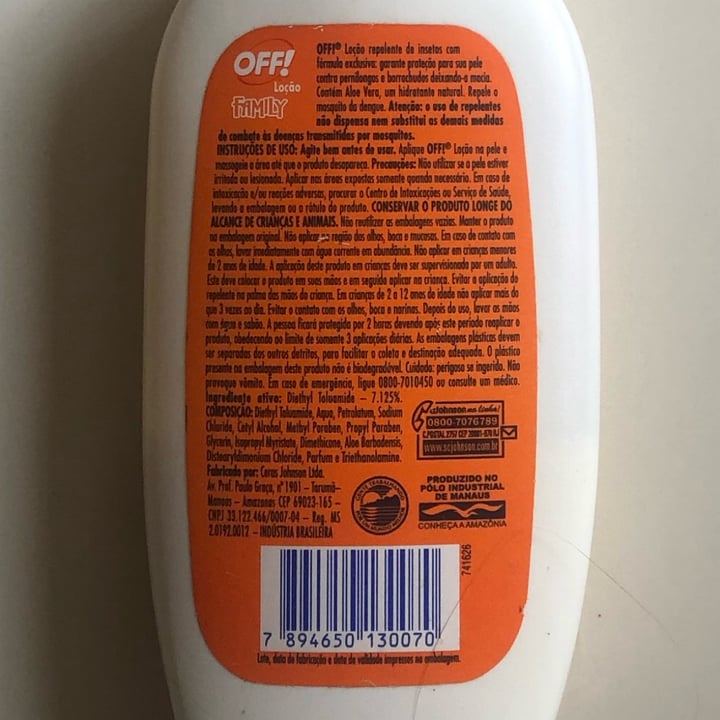 OFF!
Loção
FAMILY
OFF!® Loção repelente de insetos com
fórmula exclusiva: garante proteção para sua pele
contra pernilongos e borrachudos deixando-a macia.
Contém Aloe Vera, um hidratante natural. Repele o
mosquito da dengue. Atenção: o uso de repelentes
não dispensa nem substitui as demais medidas
de combate às doenças transmitidas por mosquitos.
INSTRUÇÕES DE USO: Agite bem antes de usar. Aplique OFF!® Loção na pele e
massageie a área até que o produto desapareça. Precauções: Não utilizar se a pele estiver
irritada ou lesionada. Aplicar nas áreas expostas somente quando necessário. Em caso de
intoxicação e/ou reações adversas, procurar o Centro de Intoxicações ou Serviço de Saúde,
levando a embalagem ou o rótulo do produto. CONSERVAR O PRODUTO LONGE DO
ALCANCE DE CRIANÇAS E ANIMAIS. Não reutilizar as embalagens vazias. Manter o produto
na embalagem original. Não aplicar na região dos olhos, boca e mucosas. Em caso de contato com
os olhos, lavar imediatamente com água corrente em abundância. Não aplicar em crianças menores
de 2 anos de idade. A aplicação deste produto em crianças deve ser supervisionada por um adulto.
Este deve colocar o produto em suas mãos e em seguida aplicar na criança. Evitar a aplicação do
repelente na palma das mãos da criança. Em crianças de 2 a 12 anos de idade não aplicar mais do
que 3 vezes ao dia. Evitar o contato com os olhos, boca e narinas. Depois do uso, lavar as mãos
com água e sabão. A pessoa ficará protegida por 2 horas devendo após este período reaplicar o
produto, obedecendo ao limite de somente 3 aplicações diárias. As embalagens plásticas devem
ser separadas dos outros detritos, para facilitar a coleta e destinação adequada. O plástico
presente na embalagem deste produto não é biodegradável. Cuidado: perigoso se ingerido. Não
provoque vômito. Em caso de emergência, ligue 0800-7010450 ou consulte um médico.
Ingrediente ativo: Diethyl Toluamide – 7.125%.
COMPOSIÇÃO: Diethyl Toluamide, Aqua, Petrolatum, Sodium
Chloride, Cetyl Alcohol, Methyl Paraben, Propyl Paraben,
Glycerin, Isopropyl Myristate, Dimethicone, Aloe Barbadensis,
Distearyldimonium Chloride, Parfum e Triethanolamine.
Fabricado por: Ceras Johnson Ltda.
Av. Prof. Paulo Graça, nº 1901 – Tarumã–
Manaus – Amazonas CEP 69023-165 –
CNPJ 33.122.466/0007-04 – Reg. MS
2.0192.0012 – INDÚSTRIA BRASILEIRA
scJohnson na linha!
0800-7076789
C.POSTAL 2757 CEP 20001-970 RJ
www.scjohnson.com.br
GENTE TRABALHANDO
POR UM MUNDO MELHOR
PRODUZIDO NO
PÓLO INDUSTRIAL
DE MANAUS
CONHEÇA A AMAZÔNIA
741626
7 894650 130070
Lote, data de fabricação e data de validade impressos na embalagem.